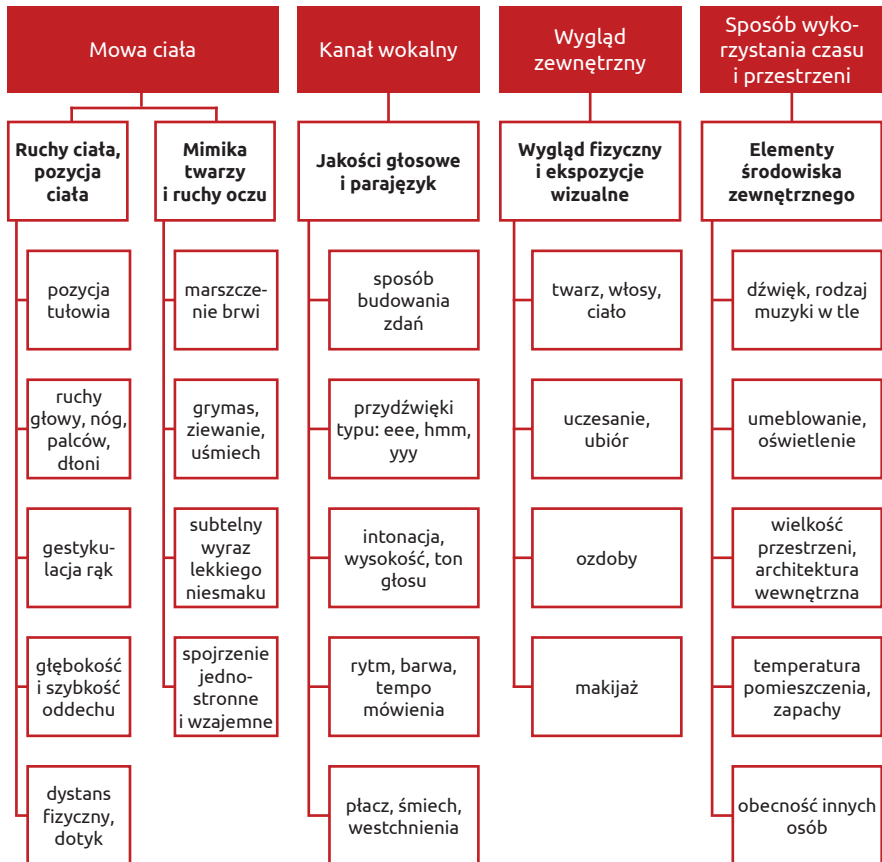 Mowa ciała
Kanał wokalny
Wygląd
zewnętrzny
Sposób wyko-
rzystania czasu
i przestrzeni
Ruchy ciała,
pozycja
ciała
Mimika
twarzy
i ruchy oczu
Jakości głosowe
i parajęzyk
Wygląd fizyczny
i ekspozycje
wizualne
Elementy
środowiska
zewnętrznego
pozycja
tułowia
marszcze-
nie brwi
sposób
budowania
zdań
twarz, włosy,
ciało
dźwięk, rodzaj
muzyki w tle
ruchy
głowy, nóg,
palców,
dłoni
grymas,
ziewanie,
uśmiech
przydźwięki
typu: eee, hmm,
yyy
uczesanie,
ubiór
umeblowanie,
oświetlenie
gestyku-
lacja rąk
subtelny
wyraz
lekkiego
niesmaku
intonacja,
wysokość, ton
głosu
ozdoby
wielkość
przestrzeni,
architektura
wewnętrzna
głębokość
i szybkość
oddechu
spojrzenie
jedno-
stronne
i wzajemne
rytm, barwa,
tempo
mówienia
makijaż
temperatura
pomieszczenia,
zapachy
dystans
fizyczny,
dotyk
płacz, śmiech,
westchnienia
obecność innych
osób